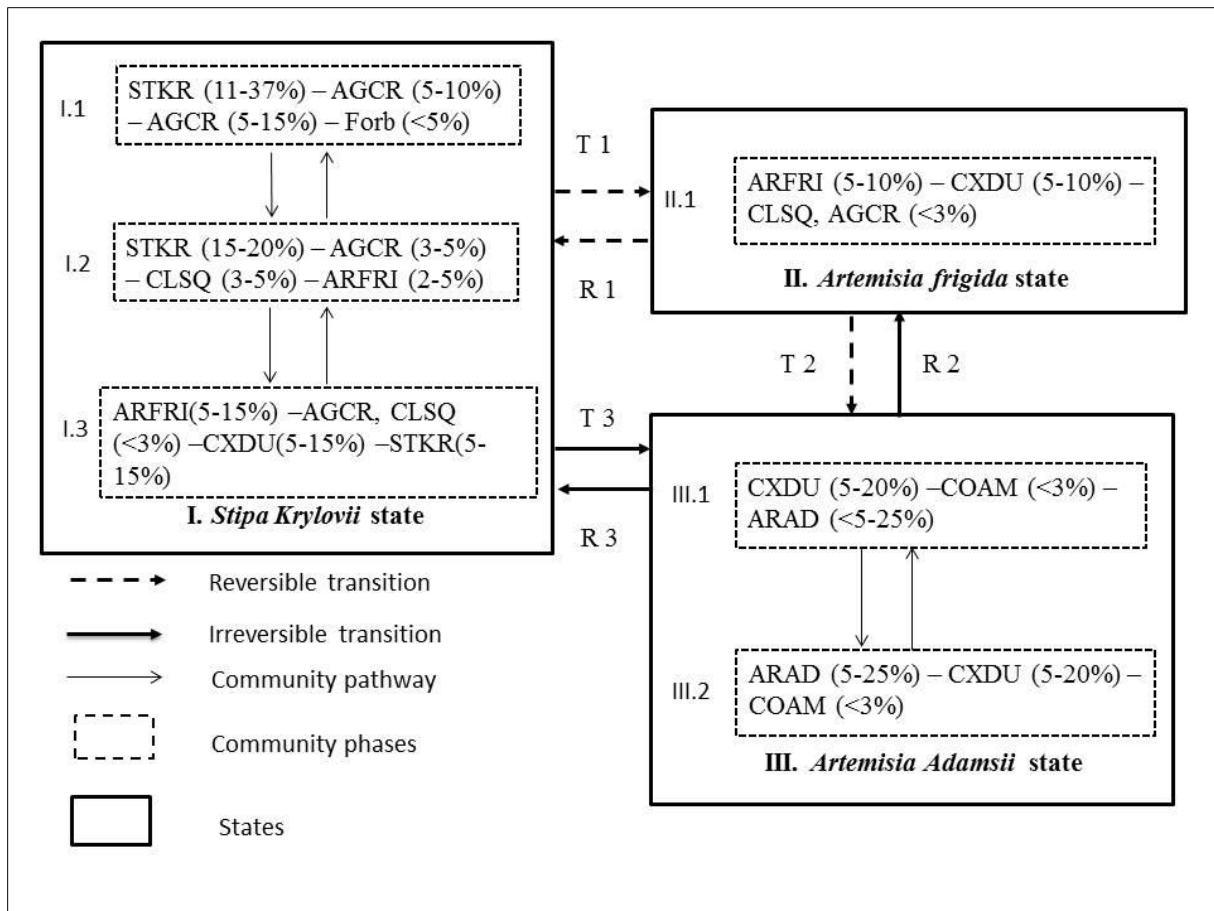 I.1
STKR (11-37%) – AGCR (5-10%)
– AGCR (5-15%) – Forb (<5%)
I.2
STKR (15-20%) – AGCR (3-5%)
– CLSQ (3-5%) – ARFRI (2-5%)
I.3
ARFRI(5-15%) –AGCR, CLSQ
(<3%) –CXDU(5-15%) –STKR(5-
15%)
I. Stipa Krylovii state
T 1
R 1
II.1
ARFRI (5-10%) – CXDU (5-10%) –
CLSQ, AGCR (<3%)
II. Artemisia frigida state
T 2
R 2
T 3
R 3
III.1
CXDU (5-20%) –COAM (<3%) –
ARAD (<5-25%)
III.2
ARAD (5-25%) – CXDU (5-20%) –
COAM (<3%)
III. Artemisia Adamsii state
Reversible transition
Irreversible transition
Community pathway
Community phases
States